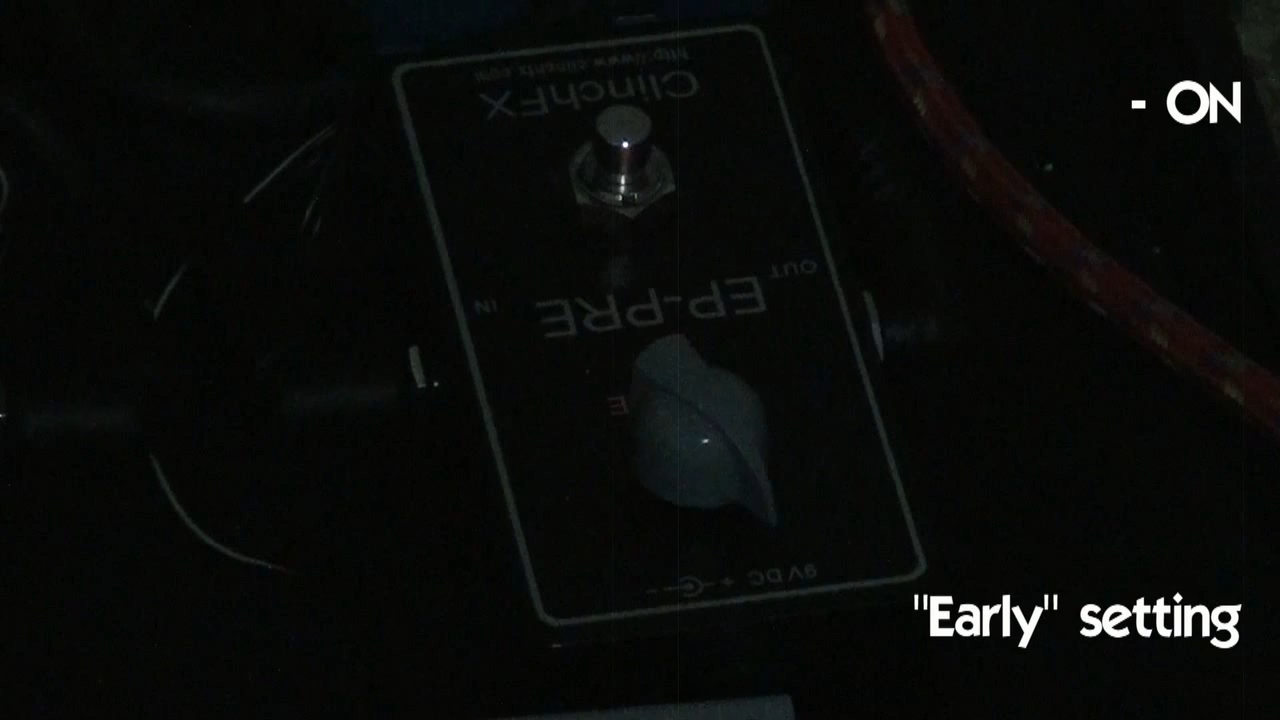 - ON
http://www.clinchfx.com
ClinchFX
OUT
IN
EP-PRE
E
9V DC + -
"Early" setting